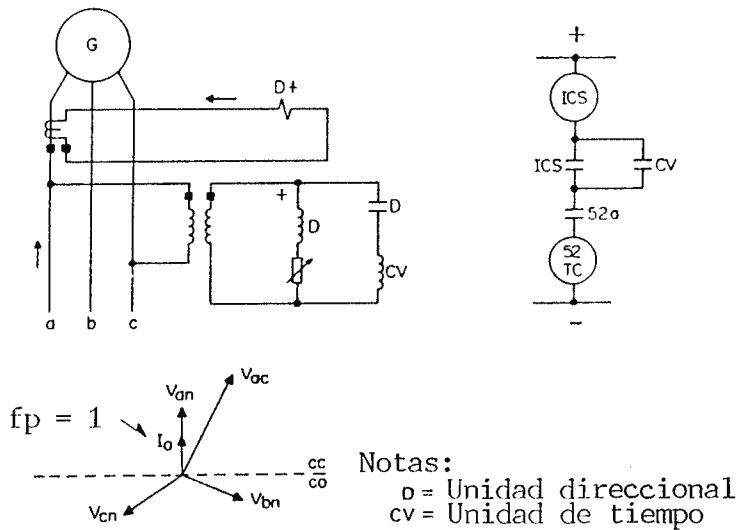 G
D+
+
ICS
ICS
CV
52a
52
TC
-
+
D
D
CV
a
b
c
fp = 1
Van
Vac
Ia
cc
co
Vcn
Vbn
Notas:
D = Unidad direccional
CV = Unidad de tiempo